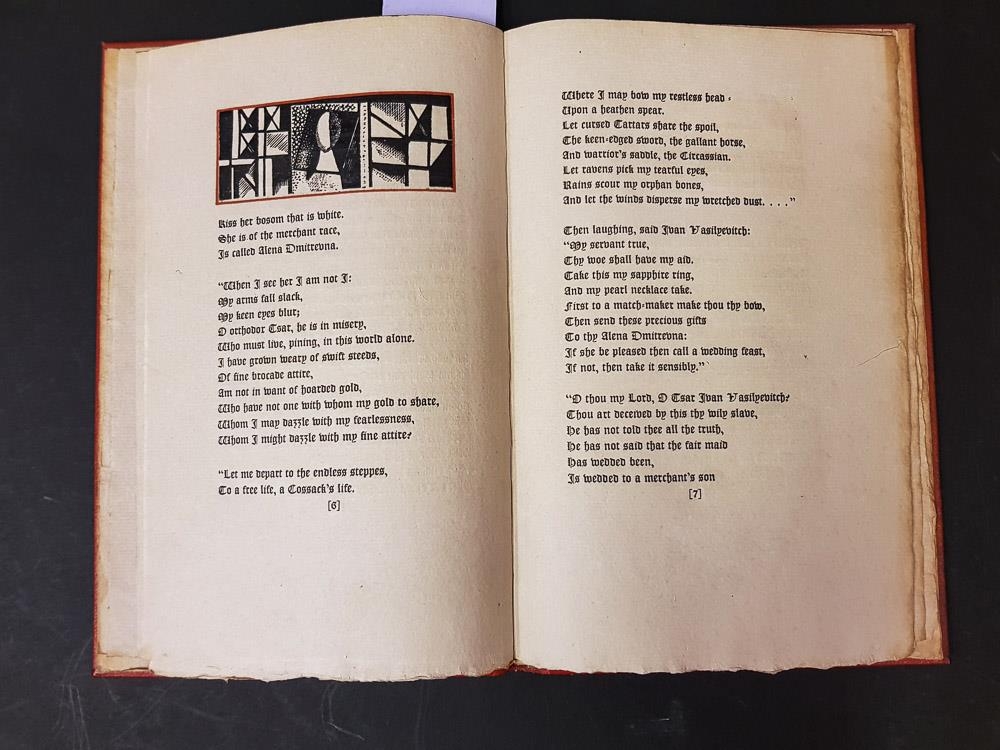 Kiss her bosom that is white.
She is of the merchant race,
Is called Alena Dmitrevna.
“When I see her I am not I:
My arms fall slack,
My keen eyes blur;
O orthodox Tsar, he is in misery,
Who must live, pining, in this world alone.
I have grown weary of swift steeds,
Of fine brocade attire,
Am not in want of hoarded gold,
Who have not one with whom my gold to share,
Whom I may dazzle with my fearlessness,
Whom I might dazzle with my fine attire?
“Let me depart to the endless steppes,
To a free life, a Cossack's life.
[6]
Where I may bow my restless head -
Upon a heathen spear.
Let cursed Tartars share the spoil,
The keen-edged sword, the gallant horse,
And warrior's saddle, the Circassian.
Let ravens pick my tearful eyes,
Rains scour my orphan bones,
And let the winds disperse my wretched dust. . . .”
Then laughing, said Ivan Vasilyevitch:
“My servant true,
Thy woe shall have my aid.
Take this my sapphire ring,
And my pearl necklace take.
First to a match-maker make thou thy bow,
Then send these precious gifts
To thy Alena Dmitrevna:
If she be pleased then call a wedding feast,
If not, then take it sensibly.”
“O thou my Lord, O Tsar Ivan Vasilyevitch?
Thou art deceived by this thy wily slave,
He has not told thee all the truth,
He has not said that the fair maid
Has wedded been,
Is wedded to a merchant's son
[7]